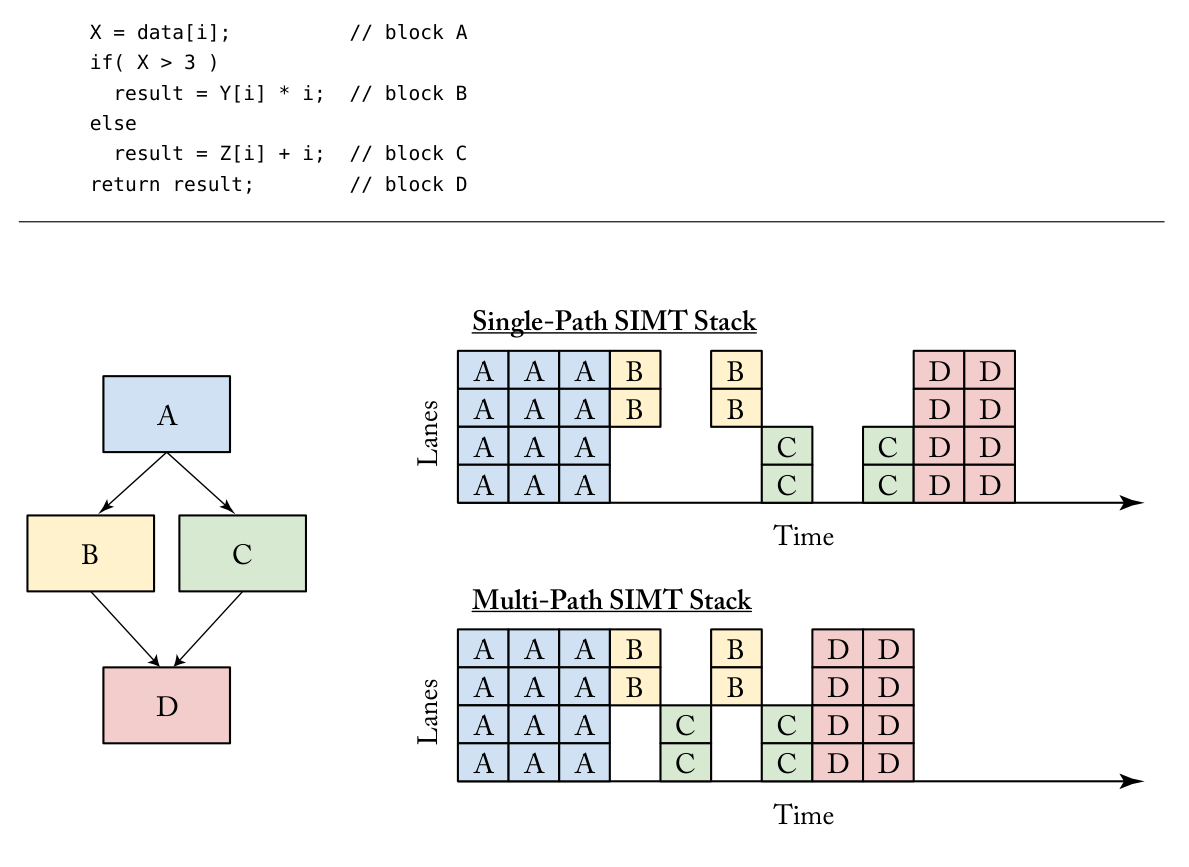 X = data[i];          // block A
if( X > 3 )
  result = Y[i] * i;  // block B
else
  result = Z[i] + i;  // block C
return result;        // block D
A
B C
D
Single-Path SIMT Stack
A A A B B D D
A A A B B D D
A A A C C D D
A A A C C D D
Lanes
Time
Multi-Path SIMT Stack
A A A B B D D
A A A B B D D
A A A C C D D
A A A C C D D
Lanes
Time